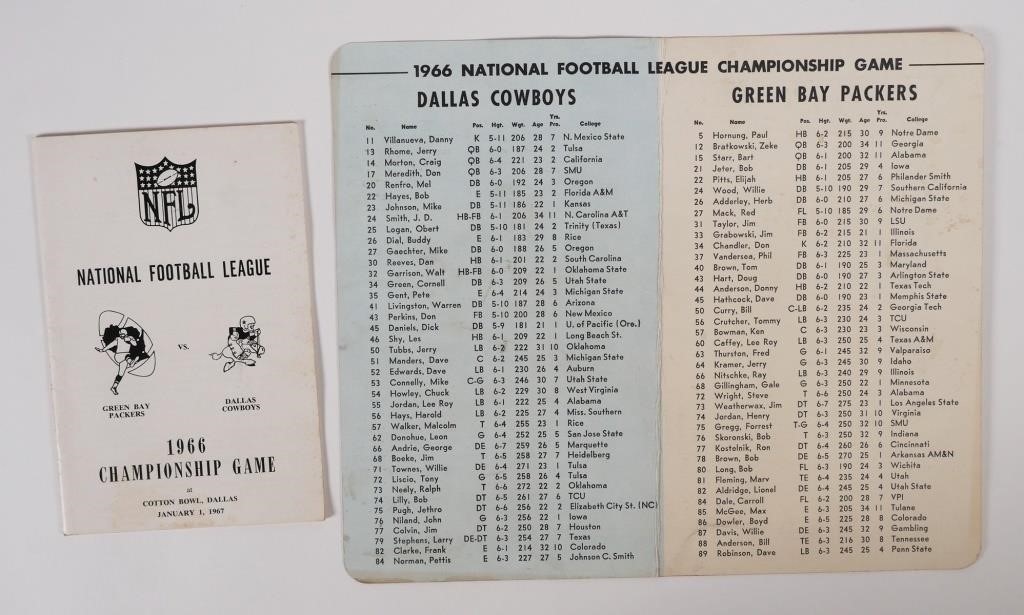 NFL
NATIONAL FOOTBALL LEAGUE
VS.
GREEN BAY
PACKERS
DALLAS
COWBOYS
1966
CHAMPIONSHIP GAME
at
COTTON BOWL, DALLAS
JANUARY 1, 1967
1966 NATIONAL FOOTBALL LEAGUE CHAMPIONSHIP GAME
DALLAS COWBOYS
No. Name Pos. Hgt. Wgt. Age Yrs. Pro. College
11 Villanueva, Danny K 5-11 206 28 7 N. Mexico State
13 Rhome, Jerry QB 6-0 187 24 2 Tulsa
14 Morton, Craig QB 6-4 221 23 2 California
17 Meredith, Don QB 6-3 206 28 7 SMU
20 Renfro, Mel DB 6-0 192 24 3 Oregon
22 Hayes, Bob E 5-11 185 23 2 Florida A&M
23 Johnson, Mike DB 5-11 186 22 1 Kansas
24 Smith, J. D. HB-FB 6-1 206 34 11 N. Carolina A&T
25 Logan, Obert DB 5-10 181 24 2 Trinity (Texas)
26 Dial, Buddy E 6-1 183 29 8 Rice
27 Gaechter, Mike DB 6-0 188 26 5 Oregon
30 Reeves, Dan HB 6-1 201 22 2 South Carolina
32 Garrison, Walt HB-FB 6-0 209 22 1 Oklahoma State
34 Green, Cornell DB 6-3 209 26 5 Utah State
35 Gent, Pete E 6-4 214 24 3 Michigan State
41 Livingston, Warren DB 5-10 187 28 6 Arizona
43 Perkins, Don FB 5-10 200 28 6 New Mexico
45 Daniels, Dick DB 5-9 181 21 1 U. of Pacific (Ore.)
46 Shy, Les HB 6-1 209 22 1 Long Beach St.
50 Tubbs, Jerry LB 6-2 222 31 10 Oklahoma
51 Manders, Dave C 6-2 245 25 3 Michigan State
52 Edwards, Dave LB 6-1 230 26 4 Auburn
53 Connelly, Mike C-G 6-3 246 30 7 Utah State
54 Howley, Chuck LB 6-2 229 30 8 West Virginia
55 Jordan, Lee Roy LB 6-1 222 25 4 Alabama
56 Hays, Harold LB 6-2 225 27 4 Miss. Southern
57 Walker, Malcolm T 6-4 255 23 1 Rice
62 Donohue, Leon G 6-4 252 25 5 San Jose State
66 Andrie, George DE 6-7 259 26 5 Marquette
68 Boeke, Jim T 6-5 258 27 7 Heidelberg
71 Townes, Willie DE 6-4 271 23 1 Tulsa
72 Liscio, Tony G 6-5 258 26 4 Tulsa
73 Neely, Ralph T 6-6 272 22 2 Oklahoma
74 Lilly, Bob DT 6-5 261 27 6 TCU
75 Pugh, Jethro DT 6-6 256 22 2 Elizabeth City St. (NC)
76 Niland, John G 6-3 256 22 1 Iowa
77 Colvin, Jim DT 6-2 250 28 7 Houston
79 Stephens, Larry DE-DT 6-3 254 27 7 Texas
82 Clarke, Frank E 6-1 214 32 10 Colorado
84 Norman, Pettis E 6-3 227 27 5 Johnson C. Smith
GREEN BAY PACKERS
No. Name Pos. Hgt. Wgt. Age Yrs. Pro. College
5 Hornung, Paul HB 6-2 215 30 9 Notre Dame
12 Bratkowski, Zeke QB 6-3 200 34 11 Georgia
15 Starr, Bart QB 6-1 200 32 11 Alabama
21 Jeter, Bob DB 6-1 205 29 4 Iowa
22 Pitts, Elijah HB 6-1 205 27 6 Philander Smith
24 Wood, Willie DB 5-10 190 29 7 Southern California
26 Adderley, Herb DB 6-0 210 27 6 Michigan State
27 Mack, Red FL 5-10 185 29 6 Notre Dame
31 Taylor, Jim FB 6-0 215 30 9 LSU
33 Grabowski, Jim FB 6-2 215 21 1 Illinois
34 Chandler, Don K 6-2 210 32 11 Florida
37 Vandersea, Phil FB 6-3 225 23 1 Massachusetts
40 Brown, Tom DB 6-1 190 25 3 Maryland
43 Hart, Doug DB 6-0 190 27 3 Arlington State
44 Anderson, Donny HB 6-2 210 22 1 Texas Tech
45 Hathcock, Dave DB 6-0 190 23 1 Memphis State
50 Curry, Bill C-LB 6-2 235 24 2 Georgia Tech
56 Crutcher, Tommy LB 6-3 230 24 3 TCU
57 Bowman, Ken C 6-3 230 23 3 Wisconsin
60 Caffey, Lee Roy LB 6-3 250 25 4 Texas A&M
63 Thurston, Fred G 6-1 245 32 9 Valparaiso
64 Kramer, Jerry G 6-3 245 30 9 Idaho
66 Nitschke, Ray LB 6-3 240 29 9 Illinois
68 Gillingham, Gale G 6-3 250 22 1 Minnesota
72 Wright, Steve T 6-6 250 24 3 Alabama
73 Weatherwax, Jim DT 6-7 275 23 1 Los Angeles State
74 Jordan, Henry DT 6-3 250 31 10 Virginia
75 Gregg, Forrest T-G 6-4 250 32 10 SMU
76 Skoronski, Bob T 6-3 250 32 9 Indiana
77 Kostelnik, Ron DT 6-4 260 26 6 Cincinnati
78 Brown, Bob DE 6-5 270 25 1 Arkansas AM&N
80 Long, Bob FL 6-3 190 24 3 Wichita
81 Fleming, Marv TE 6-4 235 24 4 Utah
82 Aldridge, Lionel DE 6-4 245 25 4 Utah State
84 Dale, Carroll FL 6-2 200 28 7 VPI
85 McGee, Max E 6-3 205 34 11 Tulane
86 Dowler, Boyd E 6-5 225 28 8 Colorado
87 Davis, Willie DE 6-3 245 32 9 Gambling
88 Anderson, Bill TE 6-3 216 30 8 Tennessee
89 Robinson, Dave LB 6-3 245 25 4 Penn State